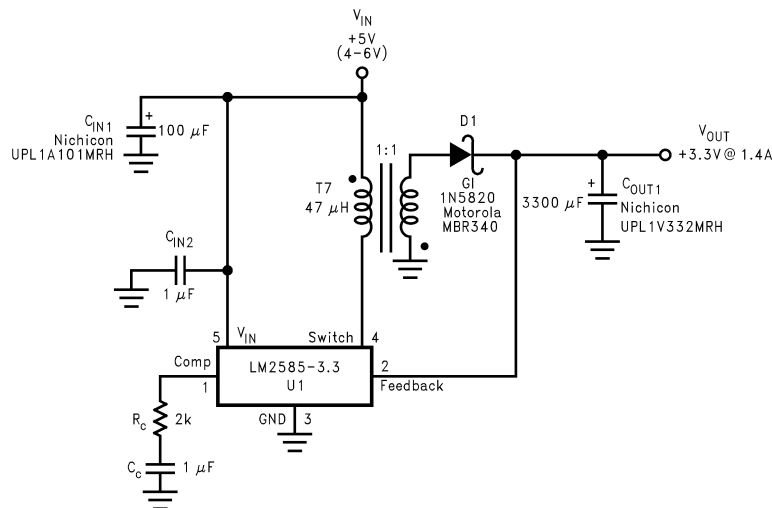 V_IN
+5V
(4–6V)
C_IN1
Nichicon
UPL1A101MRH
+
100 μF
1:1
D1
GI
1N5820
Motorola
MBR340
V_OUT
+3.3V@ 1.4A
T7
47 μH
3300 μF
+
C_OUT1
Nichicon
UPL1V332MRH
C_IN2
1 μF
5
V_IN
Switch
4
Comp
1
LM2585-3.3
U1
2
Feedback
GND
3
R_c
2k
C_c
1 μF